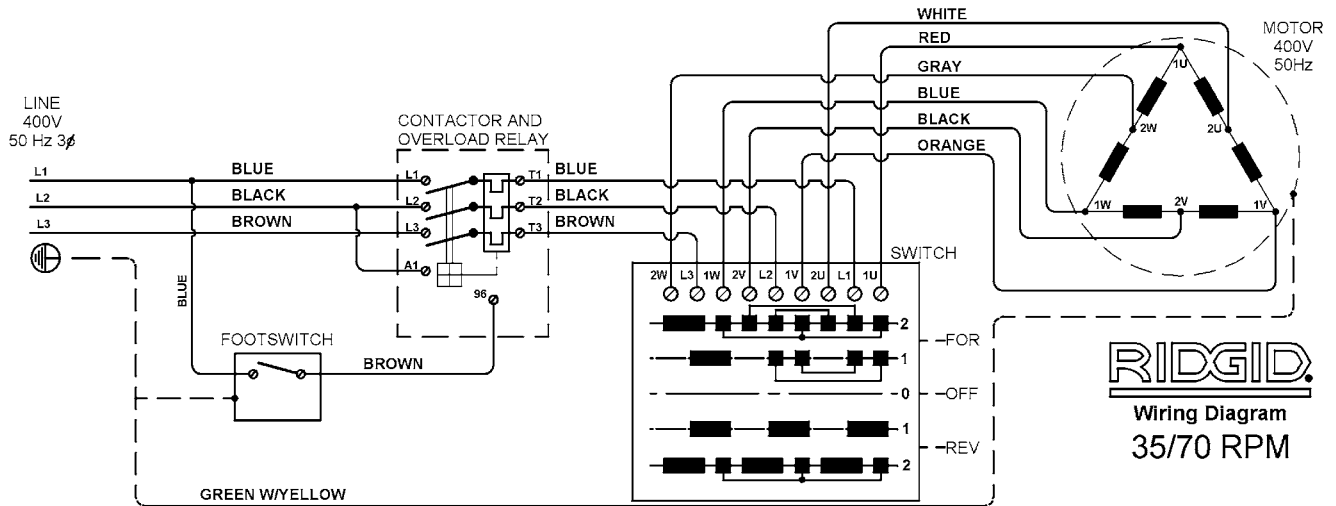 WHITE
RED
GRAY
BLUE
BLACK
ORANGE
MOTOR
400V
50Hz
1U
2W
2U
1W
2V
1V
LINE
400V
50 Hz 3ϕ
CONTACTOR AND
OVERLOAD RELAY
L1
BLUE
L1
T1
BLUE
L2
BLACK
L2
T2
BLACK
L3
BROWN
L3
T3
BROWN
A1
96
BLUE
FOOTSWITCH
BROWN
SWITCH
2W L3 1W 2V L2 1V 2U L1 1U
2
FOR
1
0
OFF
1
REV
2
GREEN W/YELLOW
RIDGID
Wiring Diagram
35/70 RPM